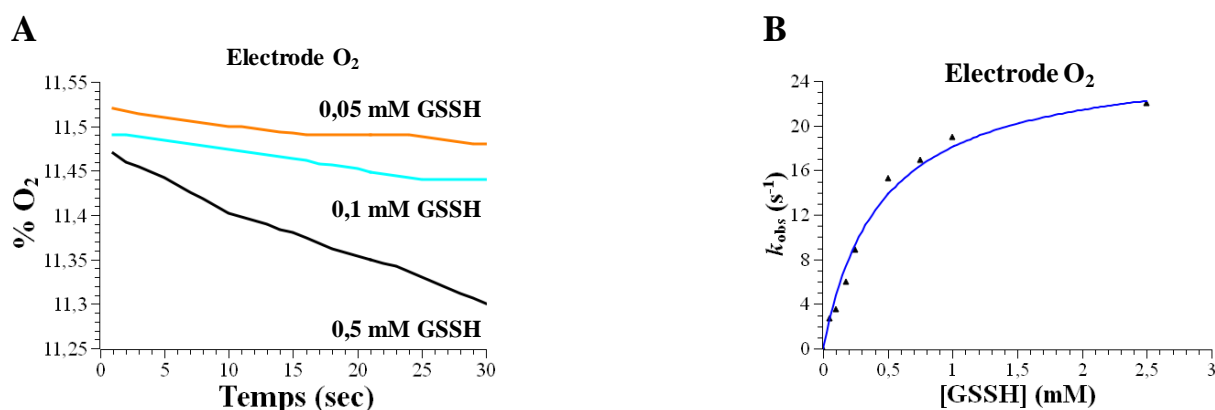 A
Electrode O₂
% O₂
11,55
11,5
11,45
11,4
11,35
11,3
11,25
0,05 mM GSSH
0,1 mM GSSH
0,5 mM GSSH
0 5 10 15 20 25 30
Temps (sec)
B
Electrode O₂
k_obs (s⁻¹)
24
20
16
12
8
4
0
0 0,5 1 1,5 2 2,5 3
[GSSH] (mM)